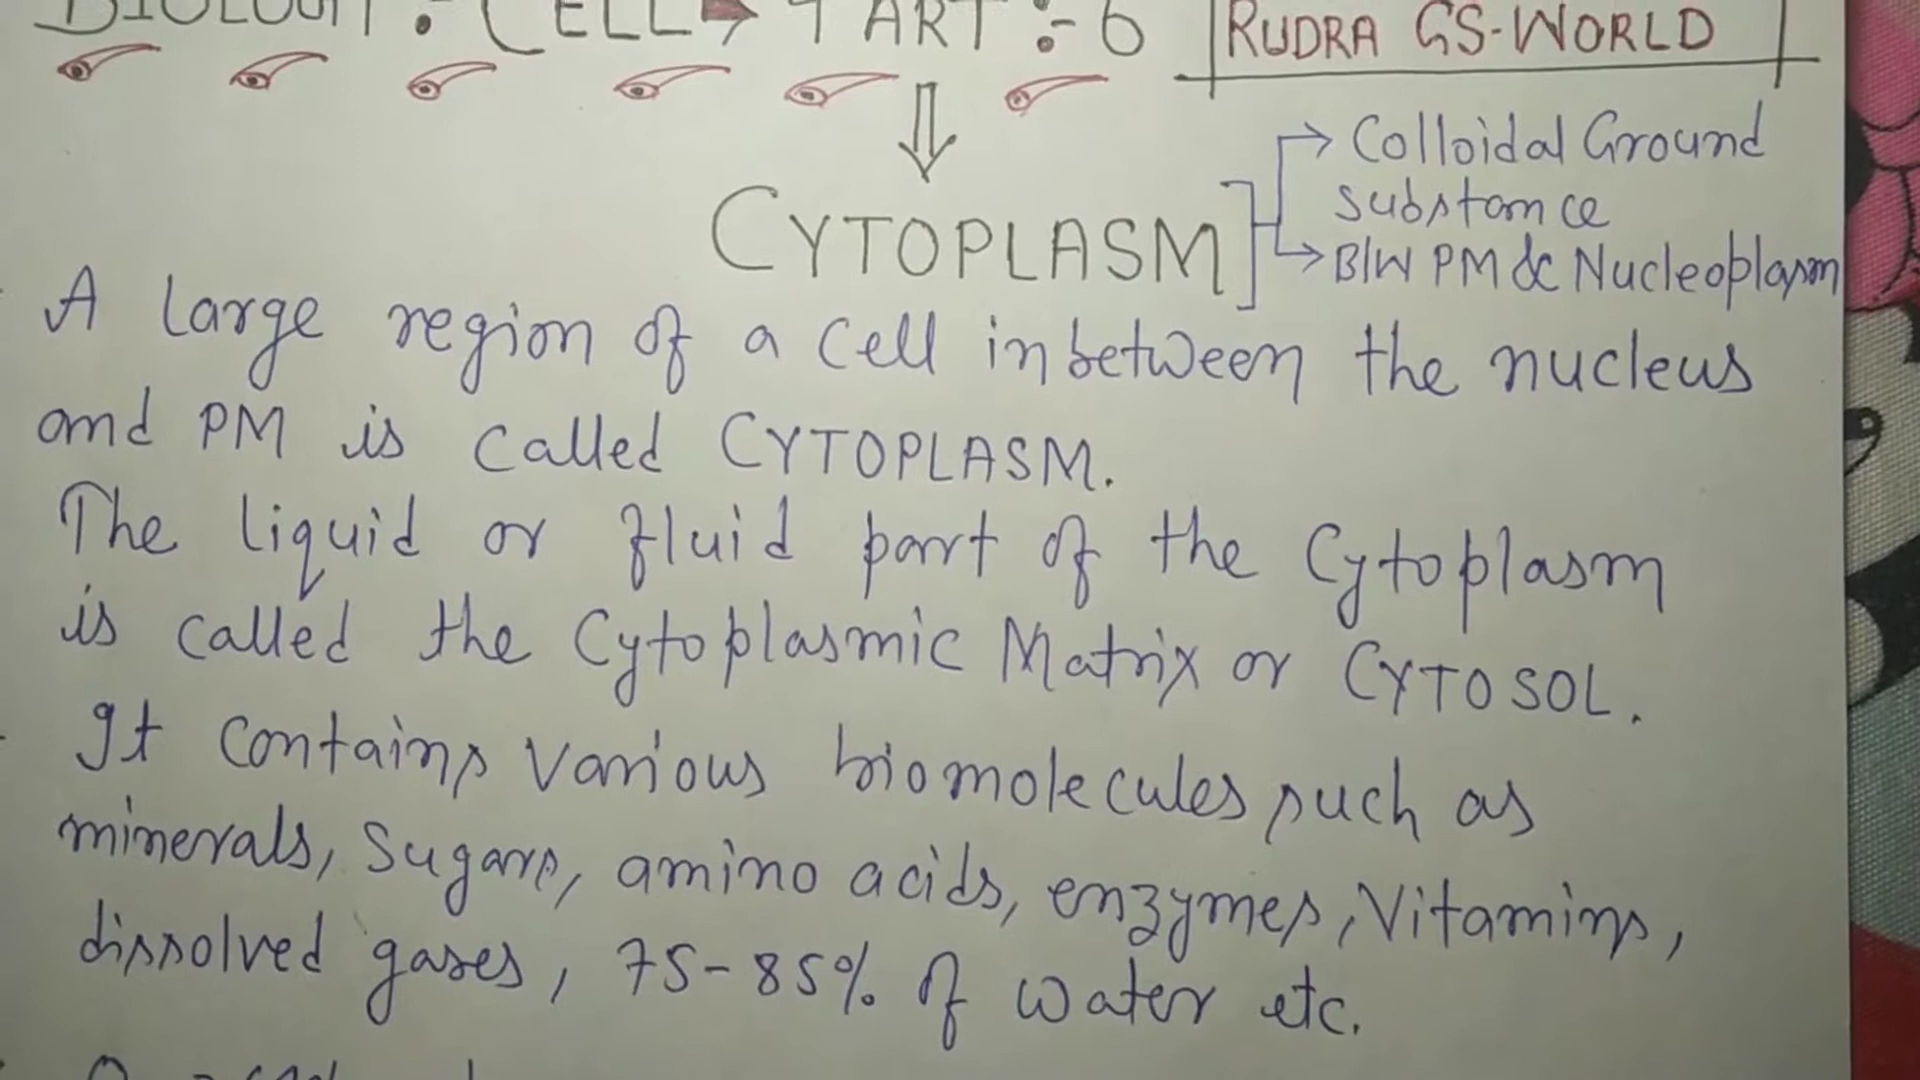 BIOLOGY : CELL → PART :- 6
RUDRA GS-WORLD
CYTOPLASM
Colloidal Ground
substance
B/W PM & Nucleoplasm
A large region of a cell inbetween the nucleus
and PM is called CYTOPLASM.
The liquid or fluid part of the Cytoplasm
is called the Cytoplasmic Matrix or CYTOSOL.
It contains various biomolecules such as
minerals, Sugars, amino acids, enzymes, Vitamins,
dissolved gases, 75-85% of water etc.